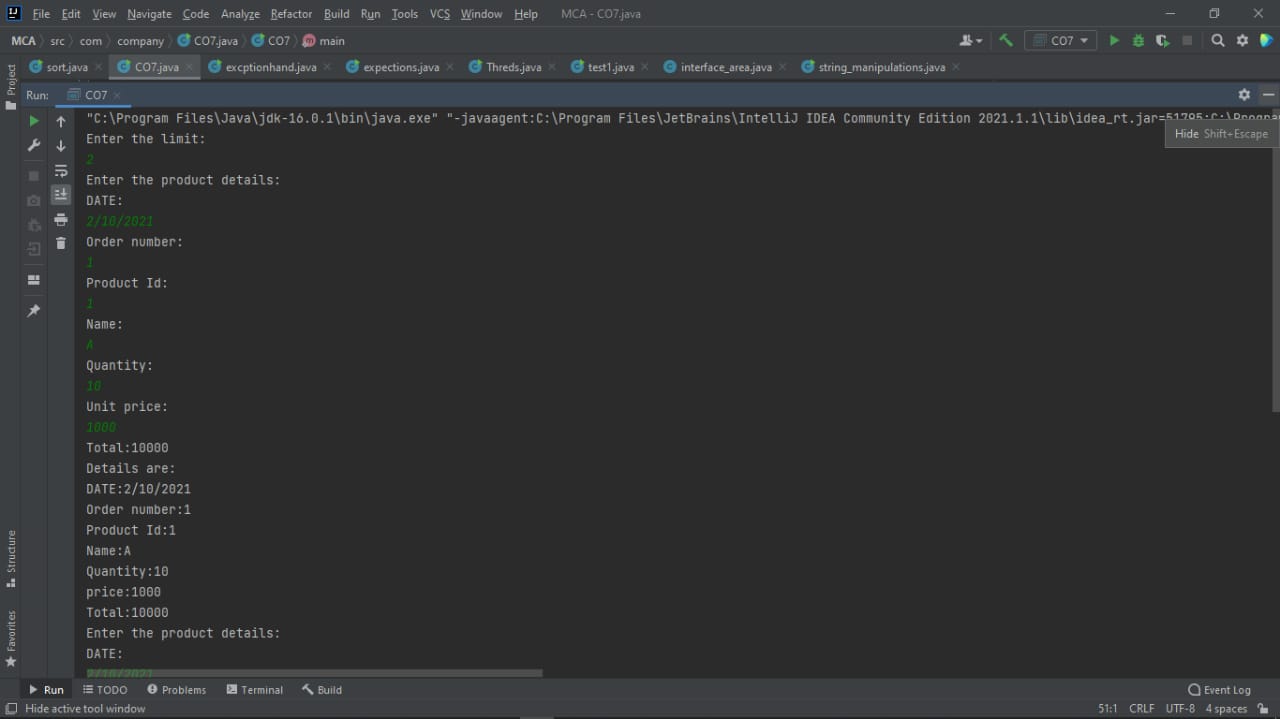 File Edit View Navigate Code Analyze Refactor Build Run Tools VCS Window Help MCA - CO7.java
MCA src com company CO7.java CO7 main CO7
sort.java CO7.java excptionhand.java expections.java Threds.java test1.java interface_area.java string_manipulations.java
Project
Run: CO7
"C:\Program Files\Java\jdk-16.0.1\bin\java.exe" "-javaagent:C:\Program Files\JetBrains\IntelliJ IDEA Community Edition 2021.1.1\lib\idea_rt.jar=51795:C:\Program
Hide Shift+Escape
Enter the limit:
2
Enter the product details:
DATE:
2/10/2021
Order number:
1
Product Id:
1
Name:
A
Quantity:
10
Unit price:
1000
Total:10000
Details are:
DATE:2/10/2021
Order number:1
Product Id:1
Name:A
Quantity:10
price:1000
Total:10000
Enter the product details:
DATE:
2/10/2021
Structure
Favorites
Run TODO Problems Terminal Build Event Log
Hide active tool window 51:1 CRLF UTF-8 4 spaces